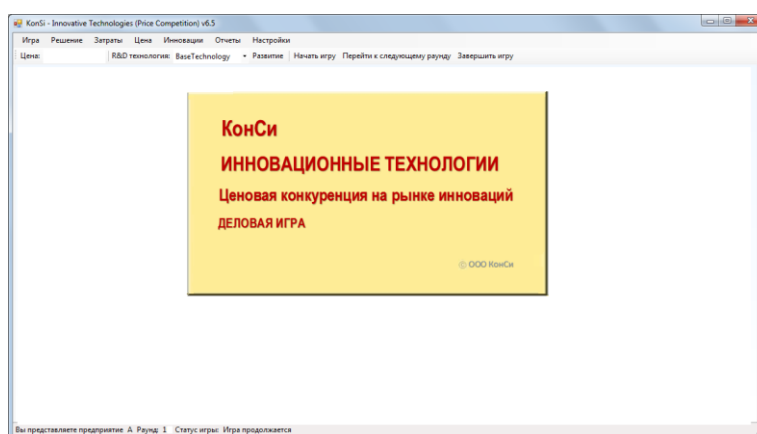 KonSi - Innovative Technologies (Price Competition) v6.5
Игра Решение Затраты Цена Инновации Отчеты Настройки
Цена: R&D технология: BaseTechnology Развитие Начать игру Перейти к следующему раунду Завершить игру
КонСи
ИННОВАЦИОННЫЕ ТЕХНОЛОГИИ
Ценовая конкуренция на рынке инноваций
ДЕЛОВАЯ ИГРА
© ООО КонСи
Вы представляете предприятие A Раунд: 1 Статус игры: Игра продолжается